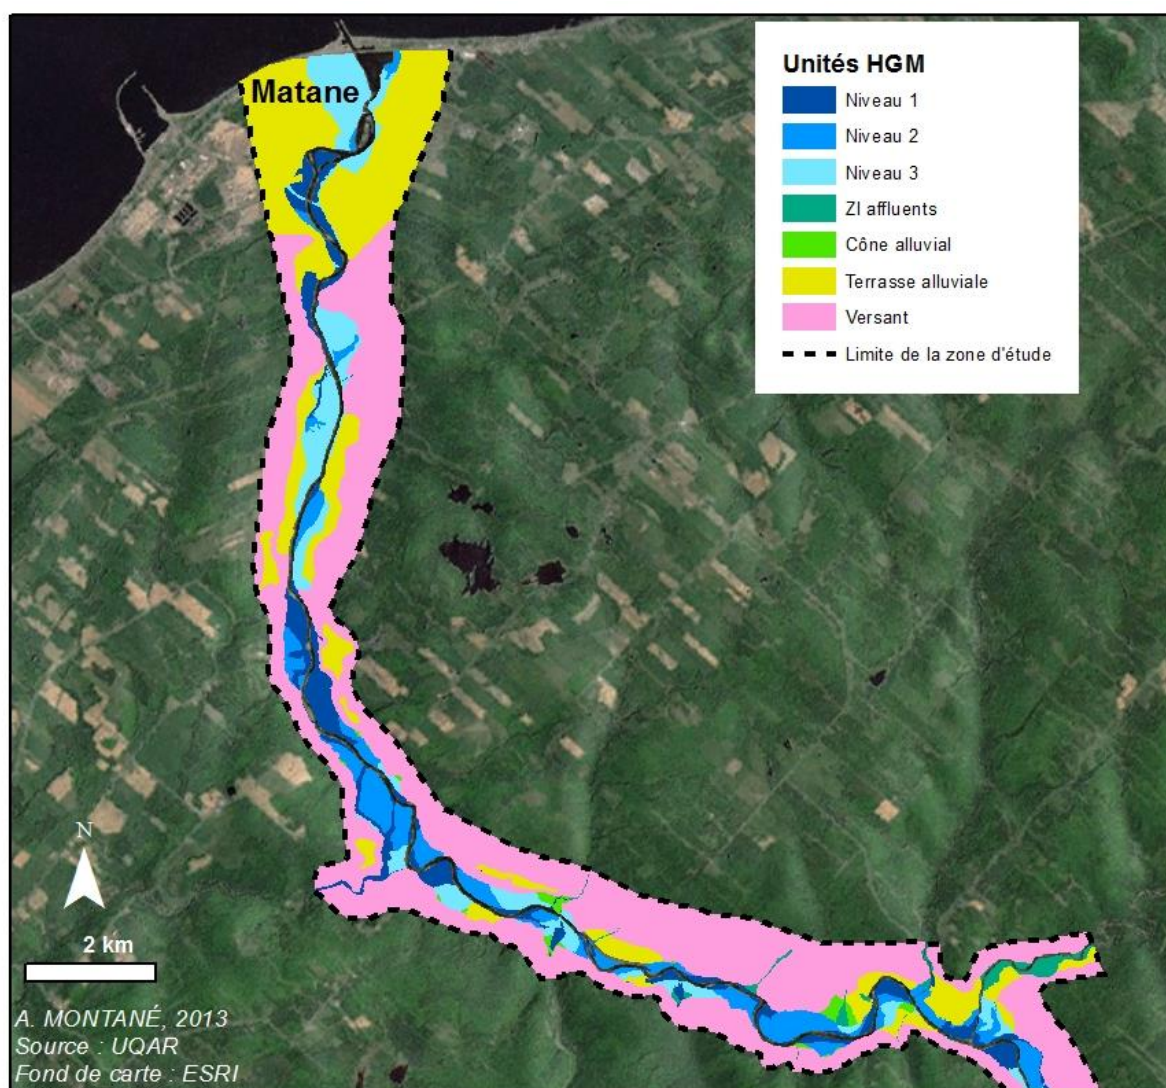 Matane
Unités HGM
Niveau 1
Niveau 2
Niveau 3
ZI affluents
Cône alluvial
Terrasse alluviale
Versant
Limite de la zone d'étude
N
2 km
A. MONTANÉ, 2013
Source : UQAR
Fond de carte : ESRI